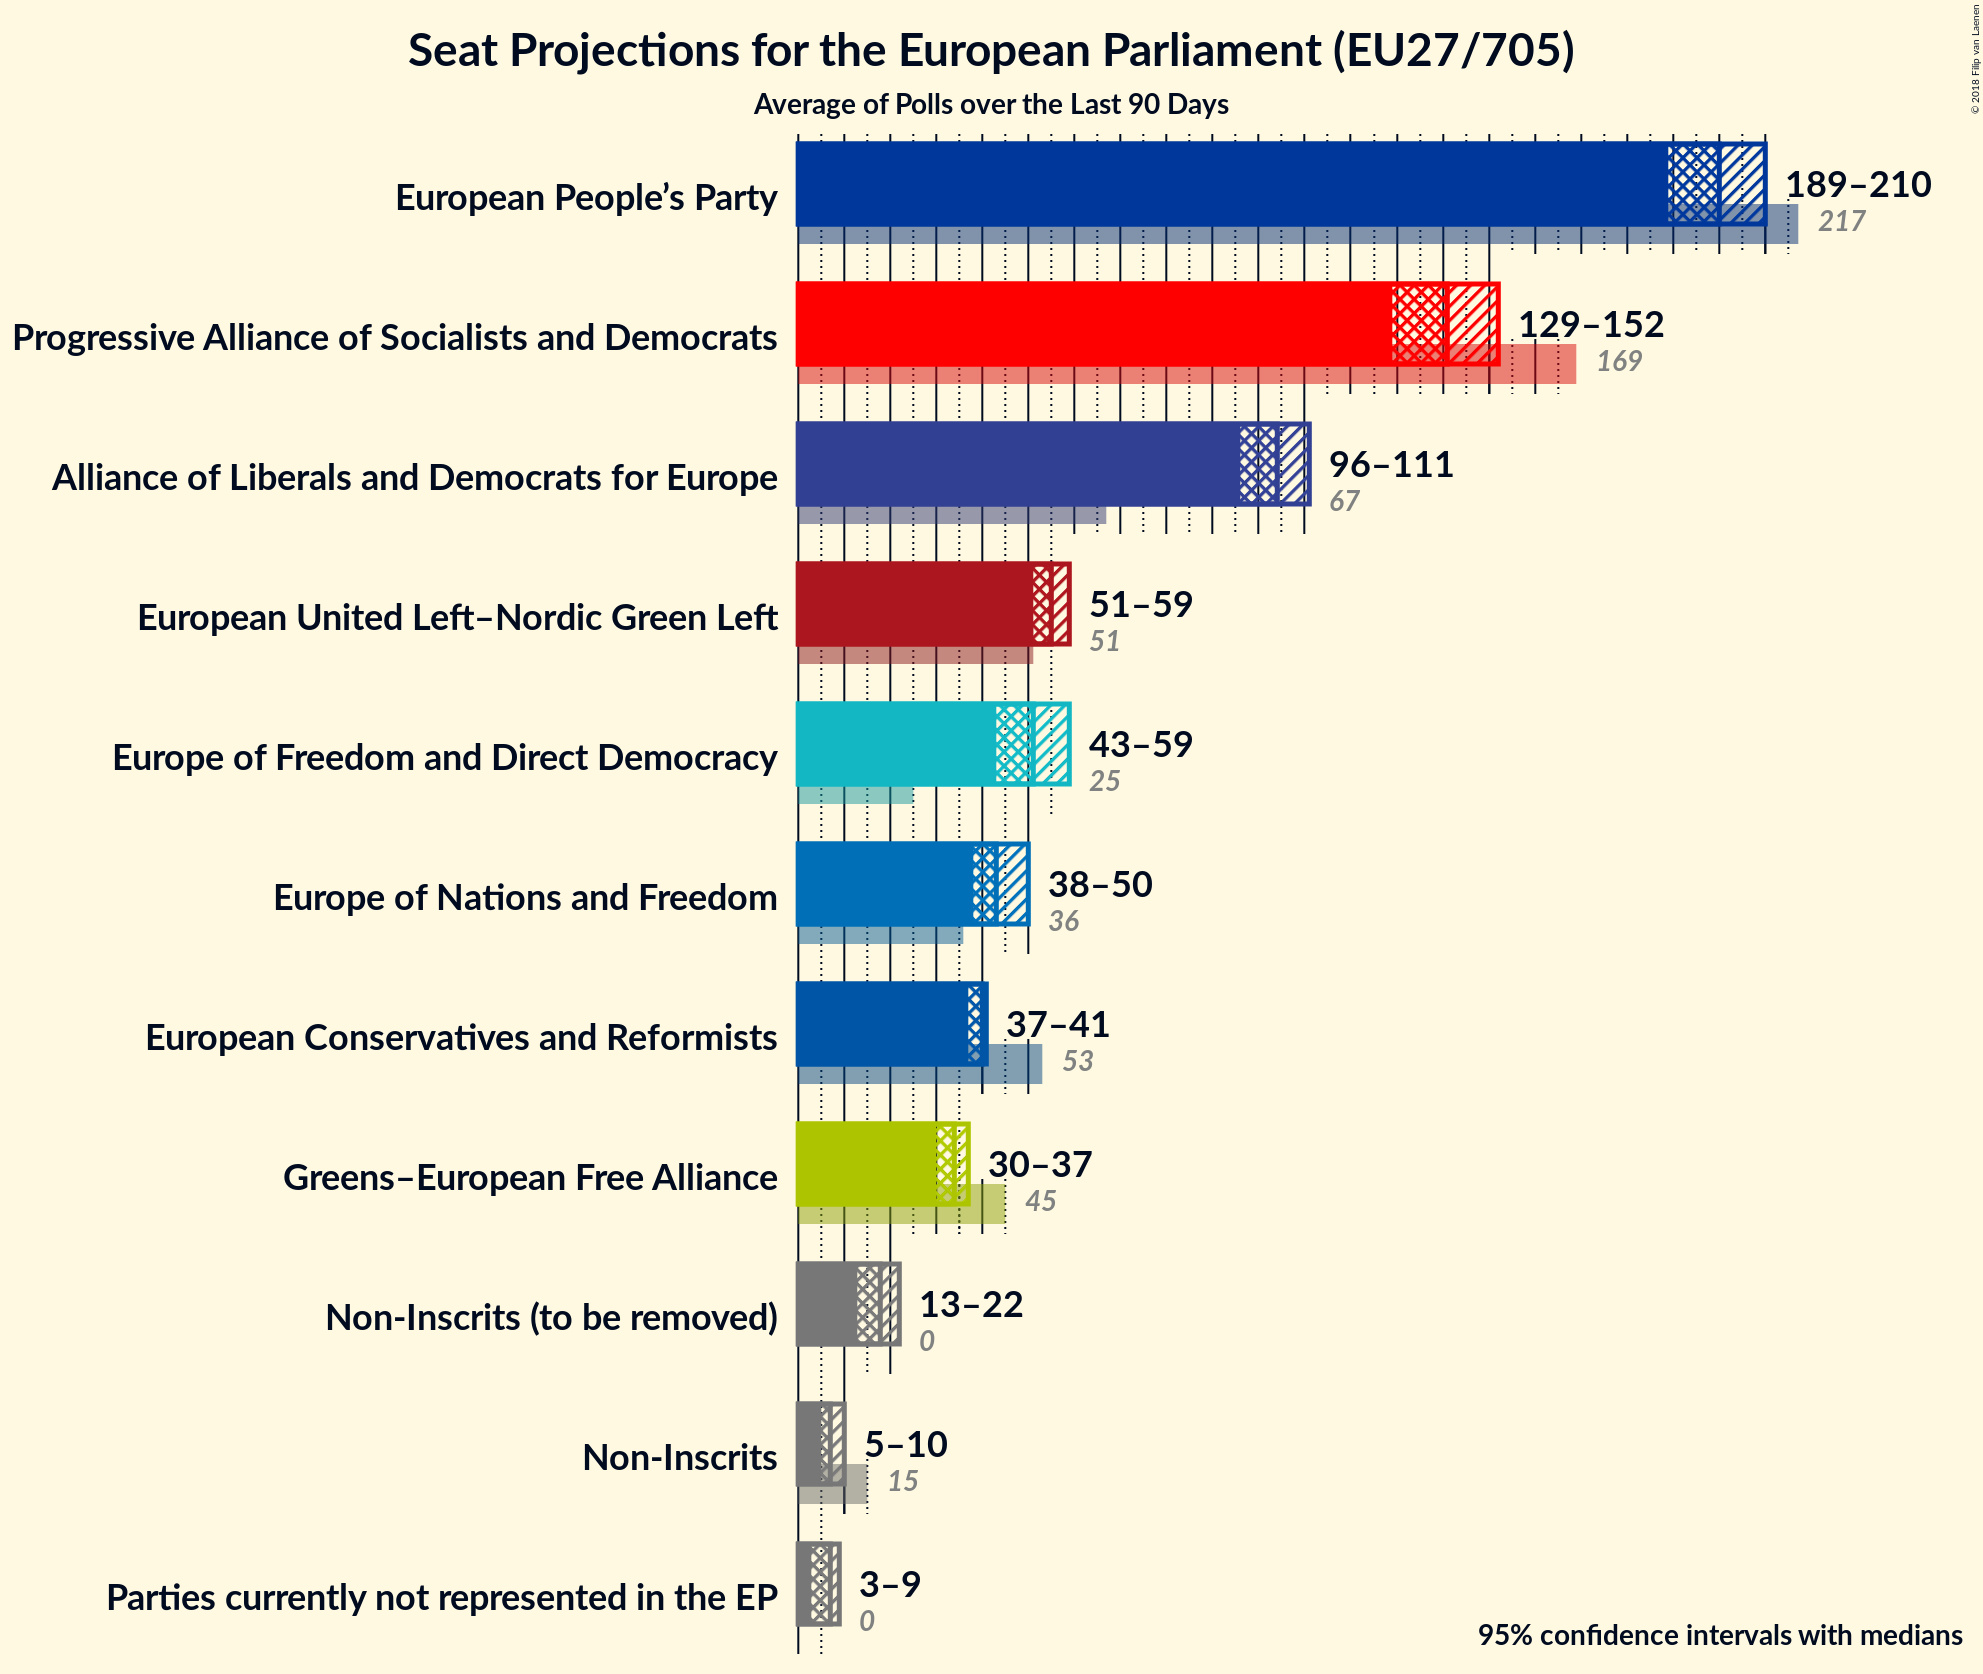 Seat Projections for the European Parliament (EU27/705)
Average of Polls over the Last 90 Days
© 2018 Filip van Laenen
European People’s Party
189–210
217
Progressive Alliance of Socialists and Democrats
129–152
169
Alliance of Liberals and Democrats for Europe
96–111
67
European United Left–Nordic Green Left
51–59
51
Europe of Freedom and Direct Democracy
43–59
25
Europe of Nations and Freedom
38–50
36
European Conservatives and Reformists
37–41
53
Greens–European Free Alliance
30–37
45
Non-Inscrits (to be removed)
13–22
0
Non-Inscrits
5–10
15
Parties currently not represented in the EP
3–9
0
95% confidence intervals with medians